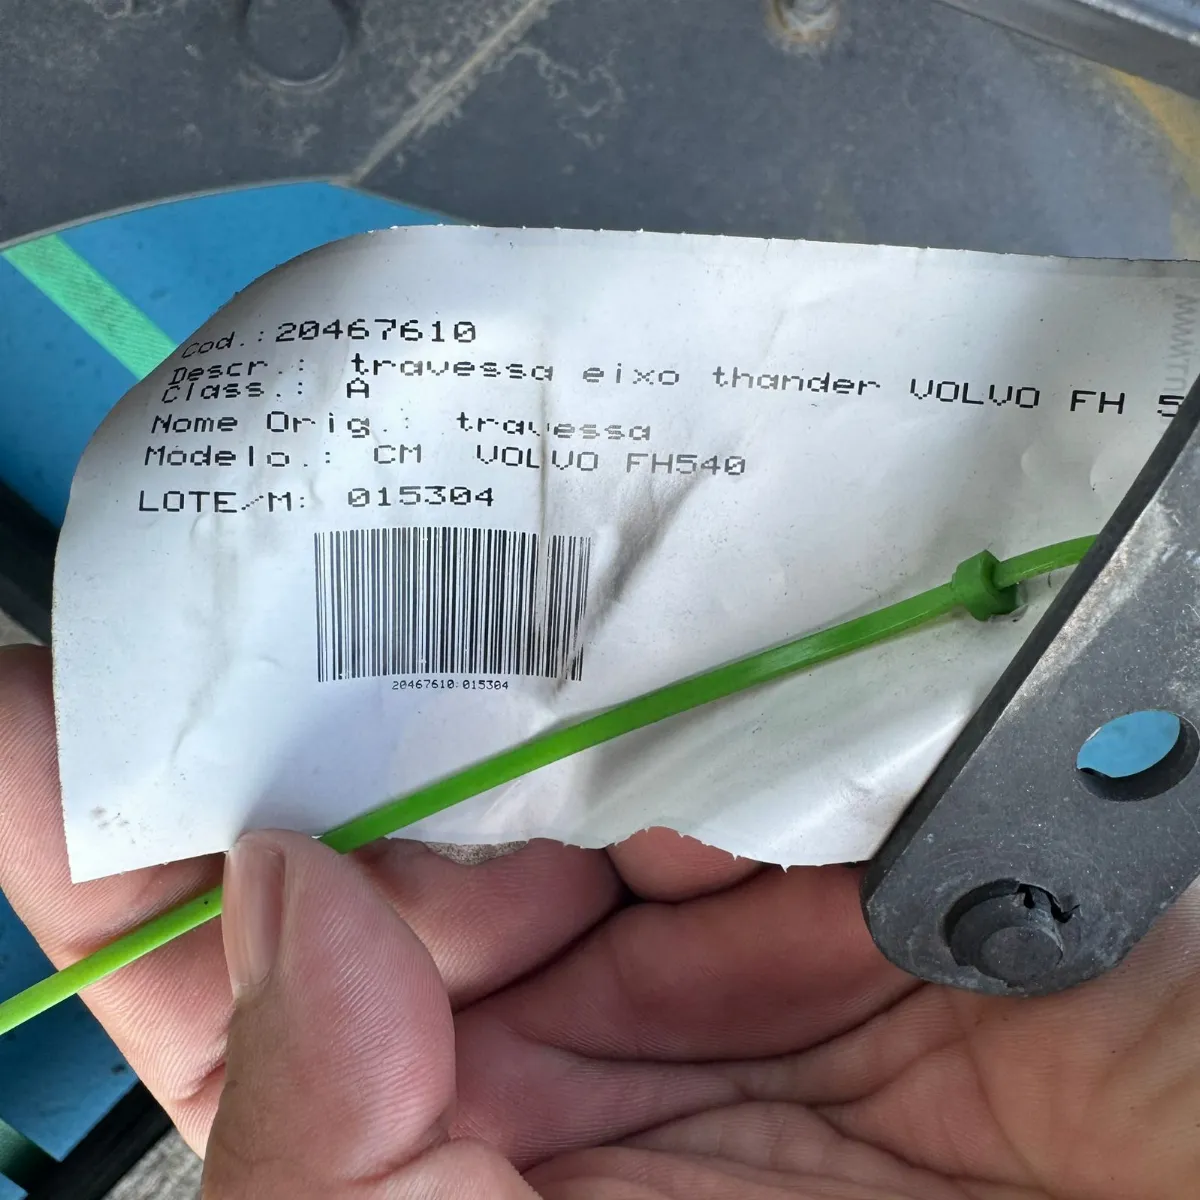 Cod.:20467610
Descr.: travessa eixo thander VOLVO FH 5
Class.: A
Nome Orig.: travessa
Modelo.: CM VOLVO FH540
LOTE/M: 015304
20467610:015304